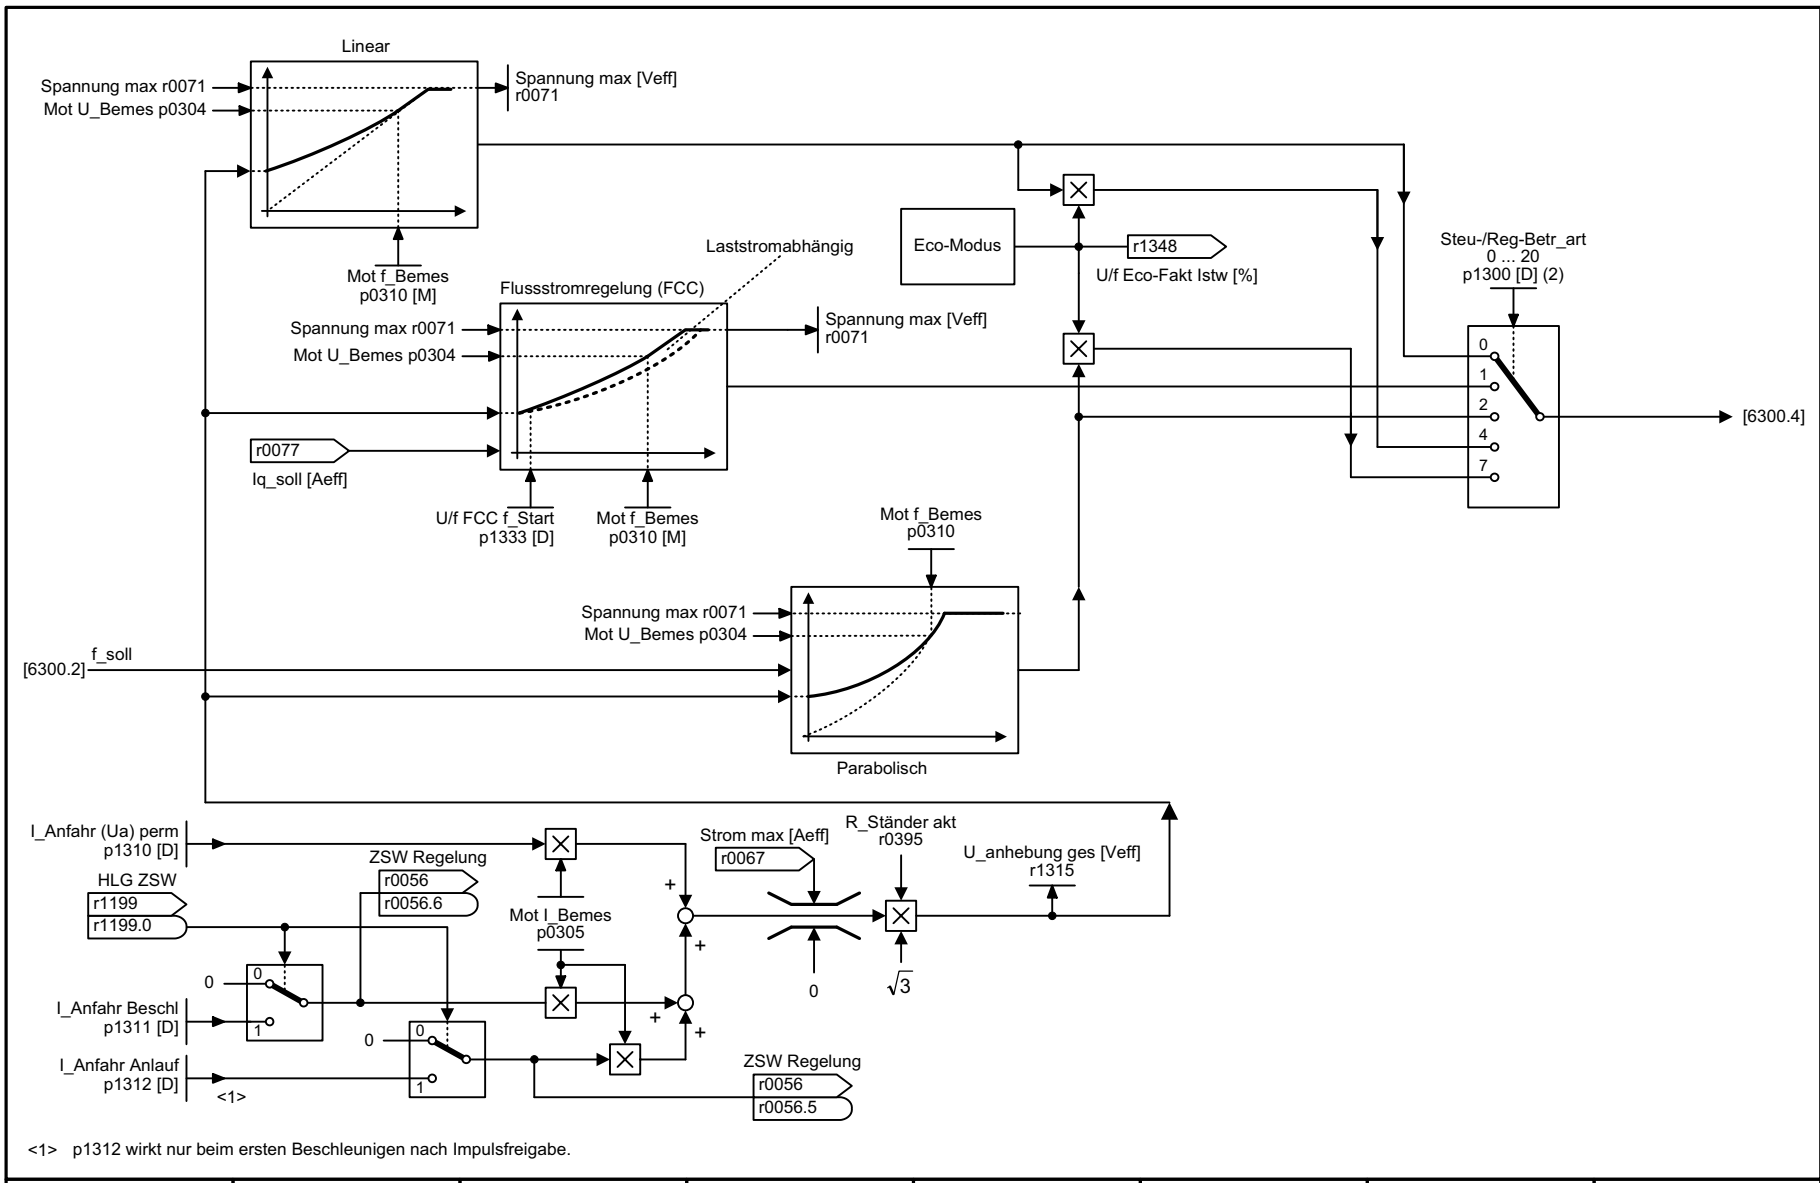 Linear
Spannung max r0071
Mot U_Bemes p0304
Spannung max [Veff]
r0071
Mot f_Bemes
p0310 [M]
Laststromabhängig
Flussstromregelung (FCC)
Spannung max r0071
Mot U_Bemes p0304
Spannung max [Veff]
r0071
r0077
Iq_soll [Aeff]
U/f FCC f_Start
p1333 [D]
Mot f_Bemes
p0310 [M]
Eco-Modus
r1348
U/f Eco-Fakt Istw [%]
Steu-/Reg-Betr_art
0 ... 20
p1300 [D] (2)
0
1
2
4
7
[6300.4]
Mot f_Bemes
p0310
Spannung max r0071
Mot U_Bemes p0304
[6300.2]
f_soll
Parabolisch
I_Anfahr (Ua) perm
p1310 [D]
HLG ZSW
r1199
r1199.0
ZSW Regelung
r0056
r0056.6
Mot I_Bemes
p0305
Strom max [Aeff]
r0067
R_Ständer akt
r0395
U_anhebung ges [Veff]
r1315
+
+
+
+
0
√3
0
0
1
I_Anfahr Beschl
p1311 [D]
0
0
1
I_Anfahr Anlauf
p1312 [D]
<1>
ZSW Regelung
r0056
r0056.5
<1> p1312 wirkt nur beim ersten Beschleunigen nach Impulsfreigabe.